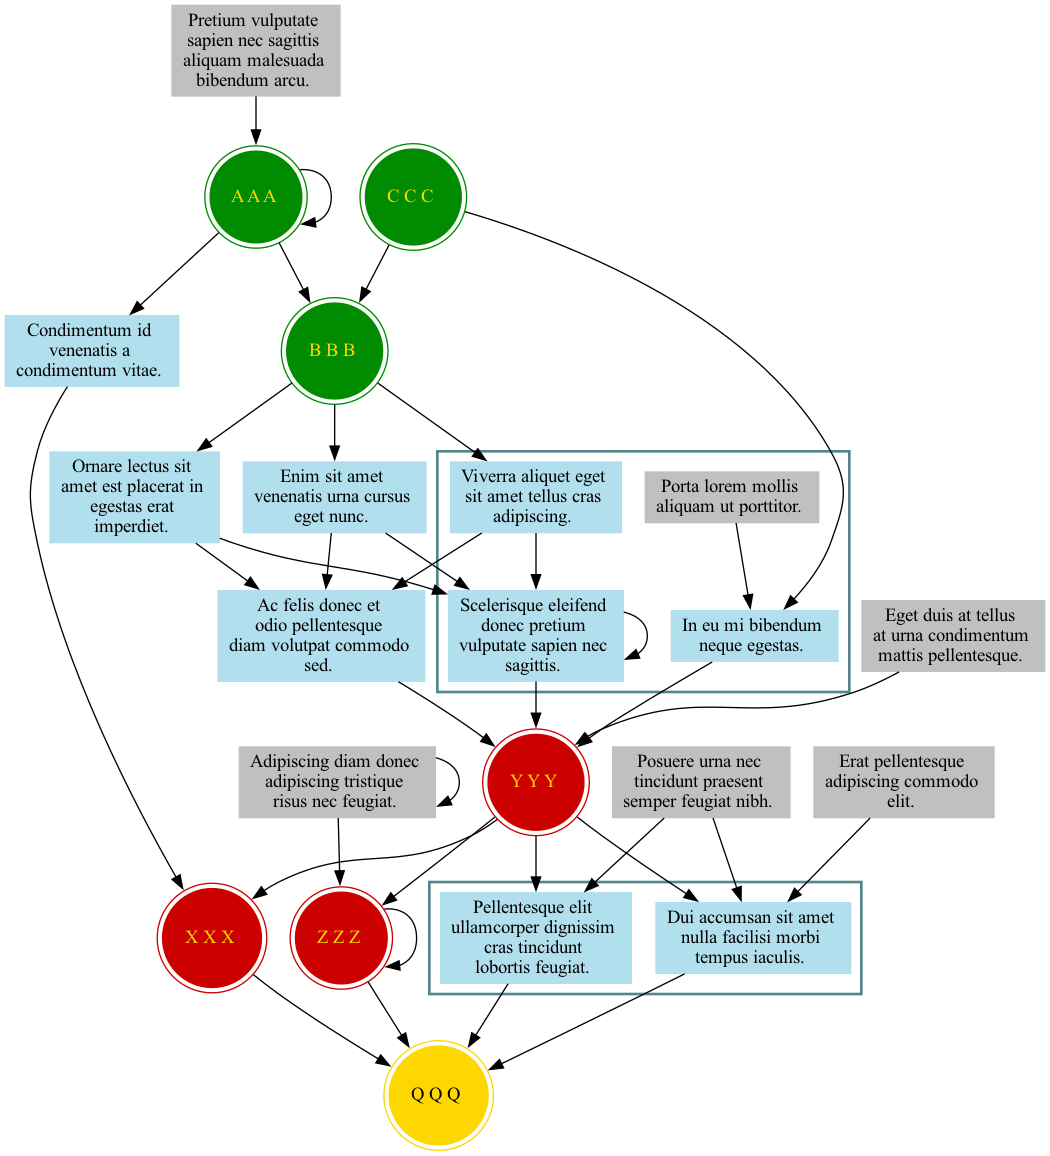 Pretium vulputate
sapien nec sagittis
aliquam malesuada
bibendum arcu.
A A A
C C C
Condimentum id
venenatis a
condimentum vitae.
B B B
Ornare lectus sit
amet est placerat in
egestas erat
imperdiet.
Enim sit amet
venenatis urna cursus
eget nunc.
Viverra aliquet eget
sit amet tellus cras
adipiscing.
Porta lorem mollis
aliquam ut porttitor.
Ac felis donec et
odio pellentesque
diam volutpat commodo
sed.
Scelerisque eleifend
donec pretium
vulputate sapien nec
sagittis.
In eu mi bibendum
neque egestas.
Eget duis at tellus
at urna condimentum
mattis pellentesque.
Adipiscing diam donec
adipiscing tristique
risus nec feugiat.
Y Y Y
Posuere urna nec
tincidunt praesent
semper feugiat nibh.
Erat pellentesque
adipiscing commodo
elit.
X X X
Z Z Z
Pellentesque elit
ullamcorper dignissim
cras tincidunt
lobortis feugiat.
Dui accumsan sit amet
nulla facilisi morbi
tempus iaculis.
Q Q Q